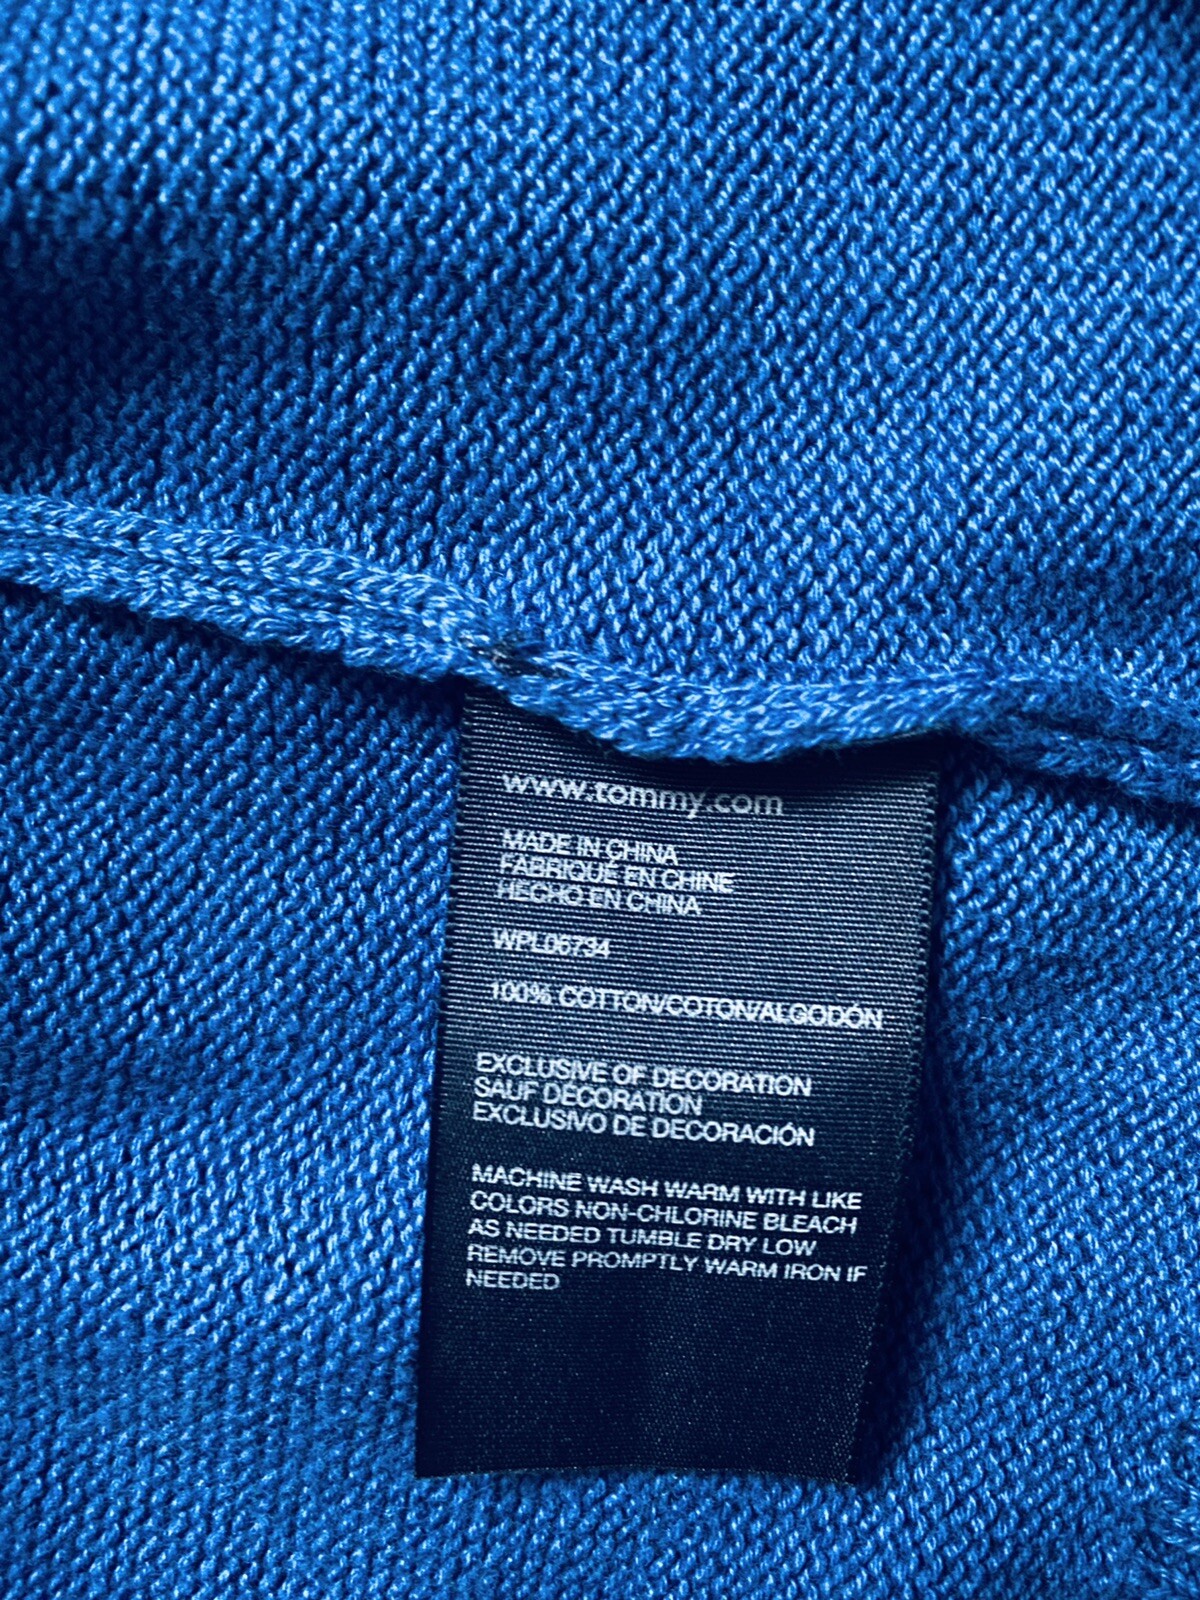 www.tommy.com
MADE IN CHINA
FABRIQUÉ EN CHINE
HECHO EN CHINA
WPL06734
100% COTTON/COTON/ALGODÓN
EXCLUSIVE OF DECORATION
SAUF DÉCORATION
EXCLUSIVO DE DECORACIÓN
MACHINE WASH WARM WITH LIKE
COLORS NON-CHLORINE BLEACH
AS NEEDED TUMBLE DRY LOW
REMOVE PROMPTLY WARM IRON IF
NEEDED